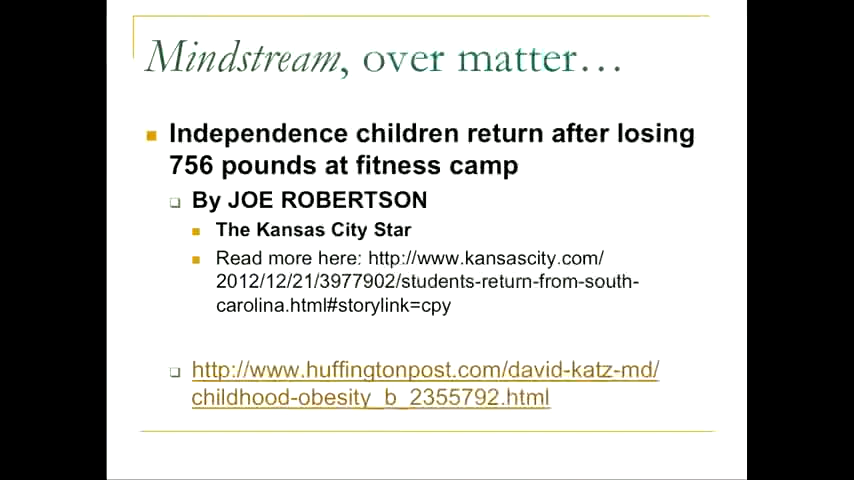 Mindstream, over matter…
Independence children return after losing
756 pounds at fitness camp
By JOE ROBERTSON
The Kansas City Star
Read more here: http://www.kansascity.com/
2012/12/21/3977902/students-return-from-south-
carolina.html#storylink=cpy
http://www.huffingtonpost.com/david-katz-md/
childhood-obesity_b_2355792.html